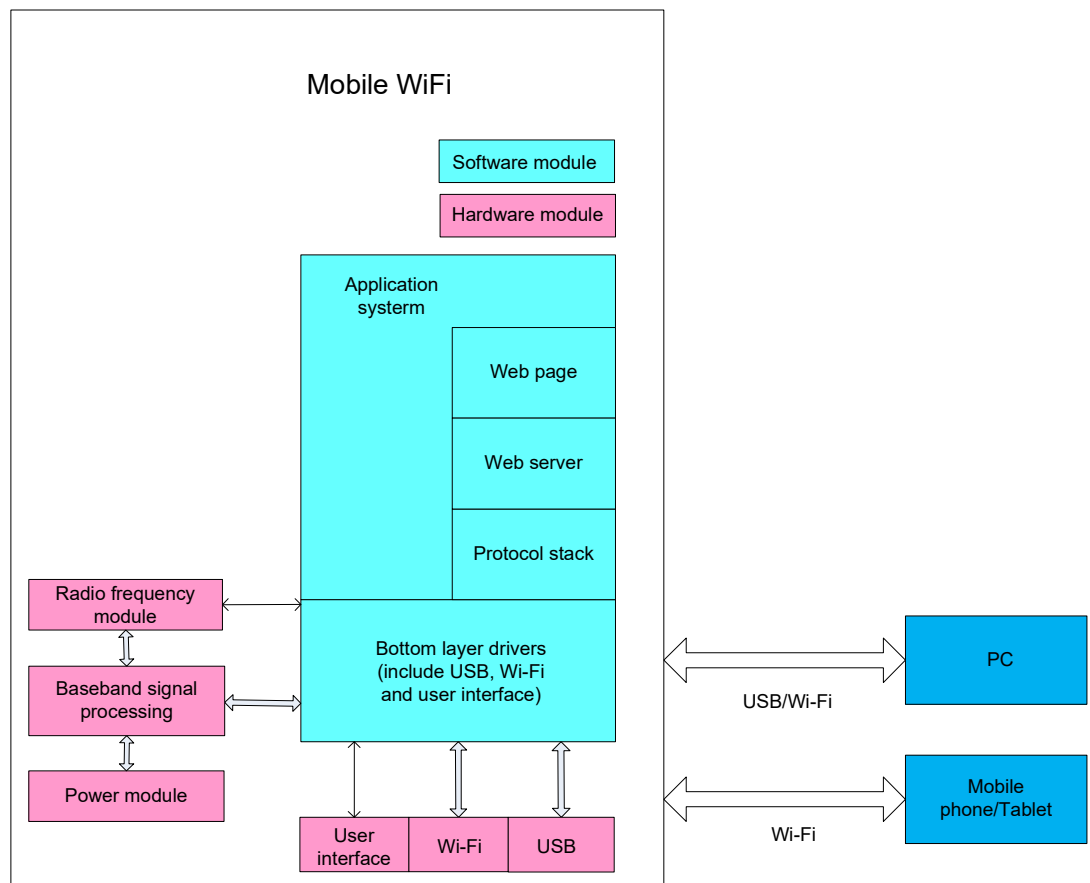 Mobile WiFi
Software module
Hardware module
Application
systerm
Web page
Web server
Protocol stack
Radio frequency
module
Bottom layer drivers
(include USB, Wi-Fi
and user interface)
Baseband signal
processing
Power module
User
interface
Wi-Fi
USB
PC
USB/Wi-Fi
Mobile
phone/Tablet
Wi-Fi